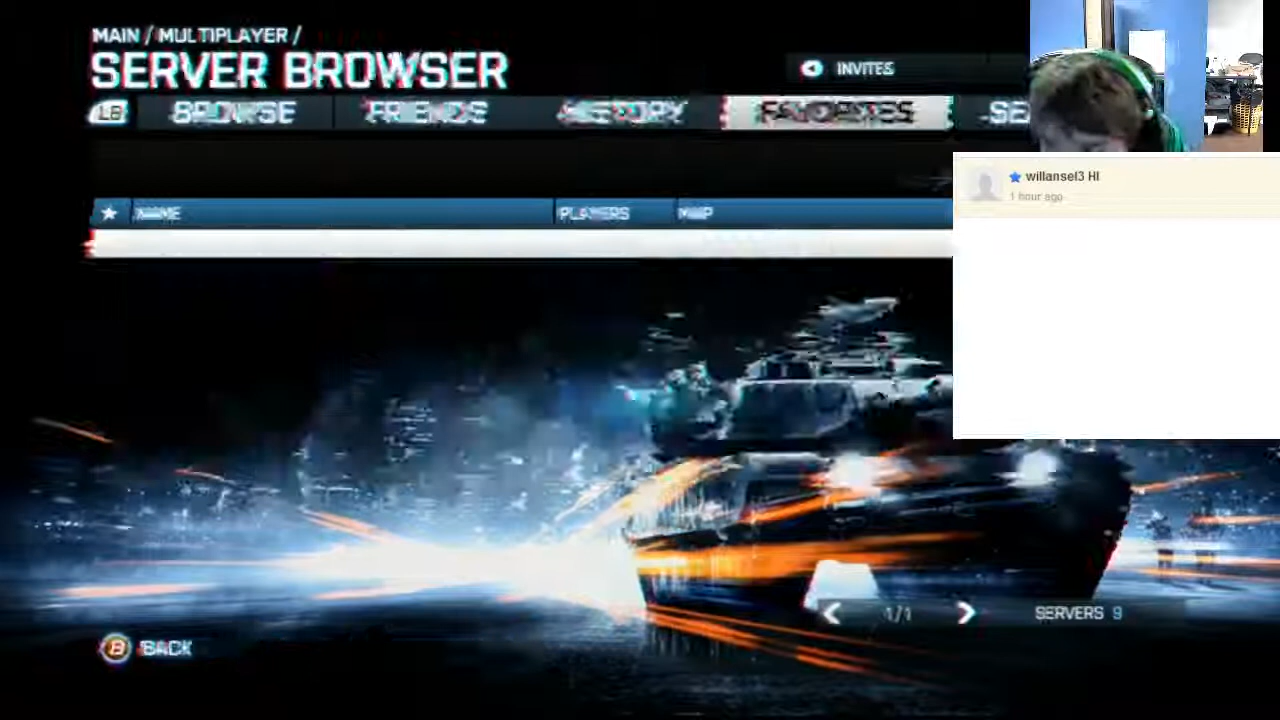 MAIN / MULTIPLAYER /
SERVER BROWSER
INVITES
LB BROWSE FRIENDS HISTORY FAVORITES SE
NAME PLAYERS MAP
willansel3 HI
1 hour ago
1/1 SERVERS 9
B BACK